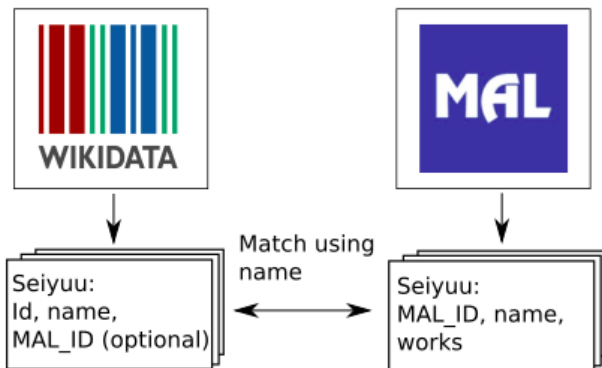 WIKIDATA
MAL
Match using
name
Seiyuu:
Id, name,
MAL_ID (optional)
Seiyuu:
MAL_ID, name,
works